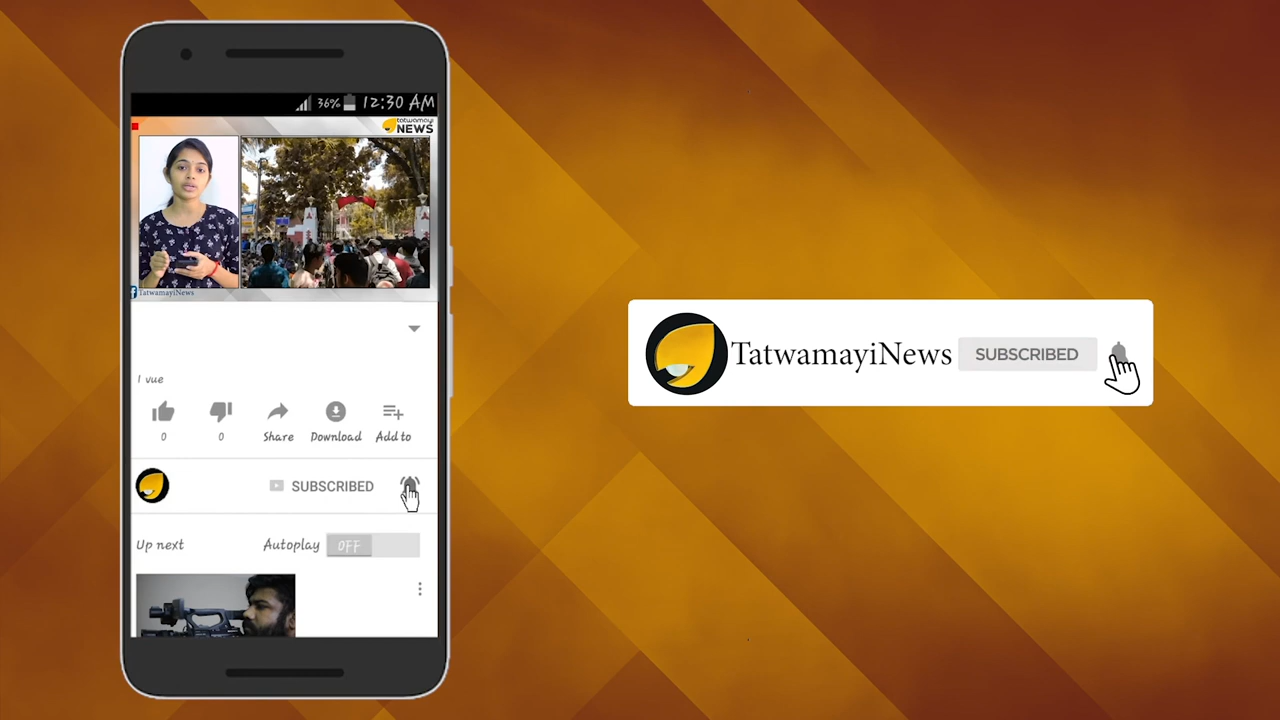 36% 12:30 AM
tatwamayi
NEWS
TatwamayiNews
1 vue
0 0 Share Download Add to
SUBSCRIBED
Up next Autoplay OFF
TatwamayiNews SUBSCRIBED